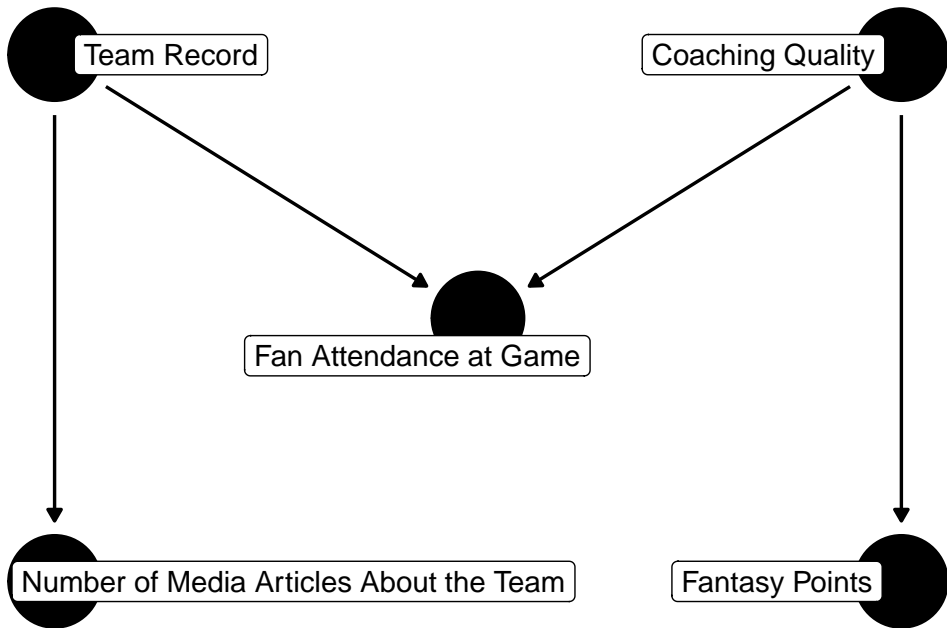 Team Record
Coaching Quality
Fan Attendance at Game
Number of Media Articles About the Team
Fantasy Points